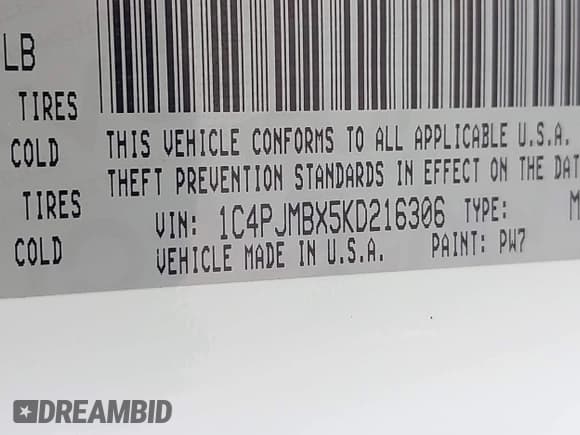 LB
TIRES
COLD
TIRES
COLD
THIS VEHICLE CONFORMS TO ALL APPLICABLE U.S.A.
THEFT PREVENTION STANDARDS IN EFFECT ON THE DAT
VIN: 1C4PJMBX5KD216306 TYPE: M
VEHICLE MADE IN U.S.A. PAINT: PW7
DREAMBID